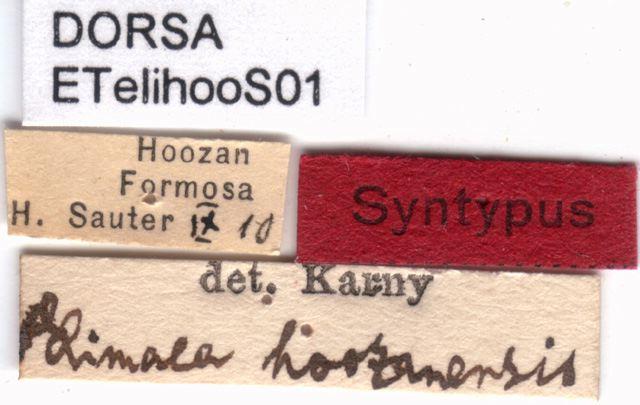 DORSA
ETelihooS01
Hoozan
Formosa
H. Sauter IX 10
Syntypus
det. Karny
Elimaea hoozanensis